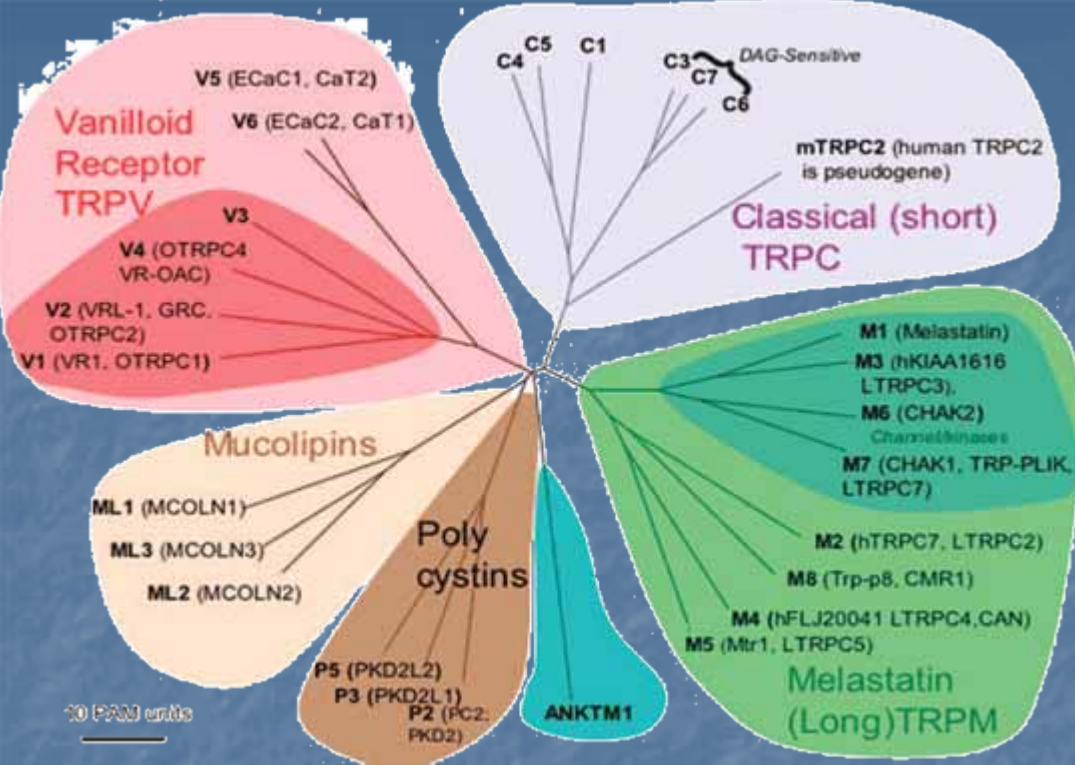 V5 (ECaC1, CaT2)
V6 (ECaC2, CaT1)
Vanilloid
Receptor
TRPV
V3
V4 (OTRPC4
VR-OAC)
V2 (VRL-1, GRC,
OTRPC2)
V1 (VR1, OTRPC1)
C4
C5
C1
C3
C7
C6
DAG-Sensitive
mTRPC2 (human TRPC2
is pseudogene)
Classical (short)
TRPC
M1 (Melastatin)
M3 (hKIAA1616
LTRPC3),
M6 (CHAK2)
Channel/kinases
M7 (CHAK1, TRP-PLIK,
LTRPC7)
M2 (hTRPC7, LTRPC2)
M8 (Trp-p8, CMR1)
M4 (hFLJ20041 LTRPC4,CAN)
M5 (Mtr1, LTRPC5)
Melastatin
(Long)TRPM
Mucolipins
ML1 (MCOLN1)
ML3 (MCOLN3)
ML2 (MCOLN2)
Poly
cystins
P5 (PKD2L2)
P3 (PKD2L1)
P2 (PC2,
PKD2)
ANKTM1
10 PAM units